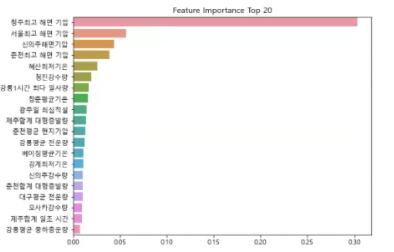 Feature Importance Top 20
청주최고 해면 기압
서울최고 해면 기압
신의주해면기압
춘천최고 해면 기압
혜산최저기온
청진강수량
강릉1시간 최다 일사량
장춘평균기온
광주일 최심적설
제주합계 대형증발량
춘천평균 현지기압
강릉평균 전운량
베이징평균기온
강계최저기온
신의주강수량
춘천합계 대형증발량
대구평균 전운량
오사카강수량
제주합계 일조 시간
강릉평균 중하층운량
0.00 0.05 0.10 0.15 0.20 0.25 0.30